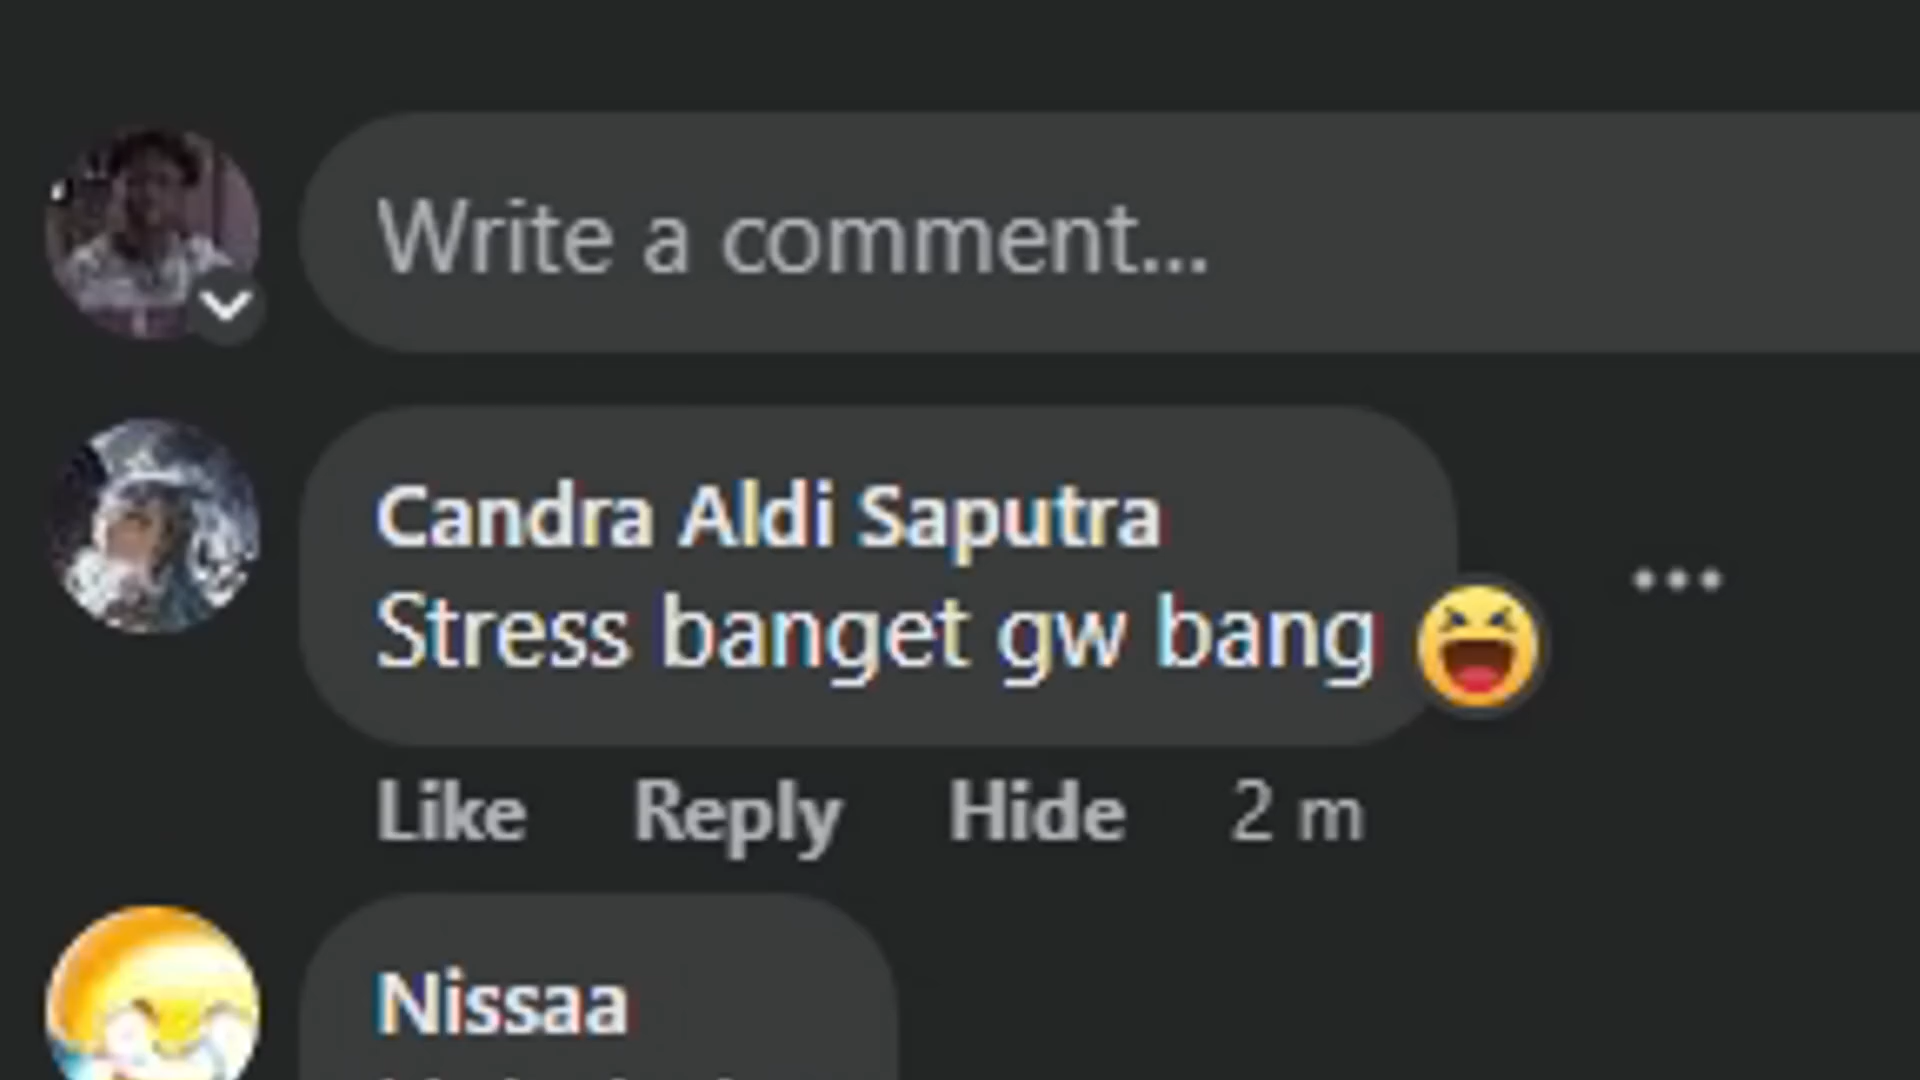 Write a comment...
Candra Aldi Saputra
Stress banget gw bang
Like Reply Hide 2 m
Nissaa